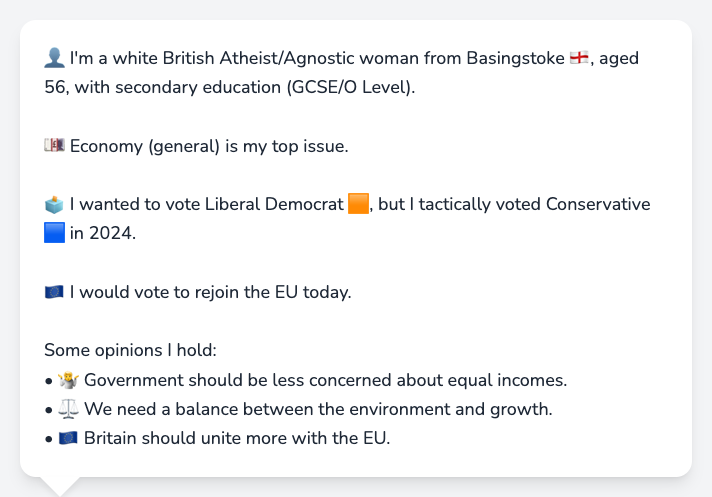 👤 I'm a white British Atheist/Agnostic woman from Basingstoke 🏴󠁧󠁢󠁥󠁮󠁧󠁿, aged
56, with secondary education (GCSE/O Level).
💷 Economy (general) is my top issue.
🗳️ I wanted to vote Liberal Democrat 🟧, but I tactically voted Conservative
🟦 in 2024.
🇪🇺 I would vote to rejoin the EU today.
Some opinions I hold:
• 🤷 Government should be less concerned about equal incomes.
• ⚖️ We need a balance between the environment and growth.
• 🇪🇺 Britain should unite more with the EU.